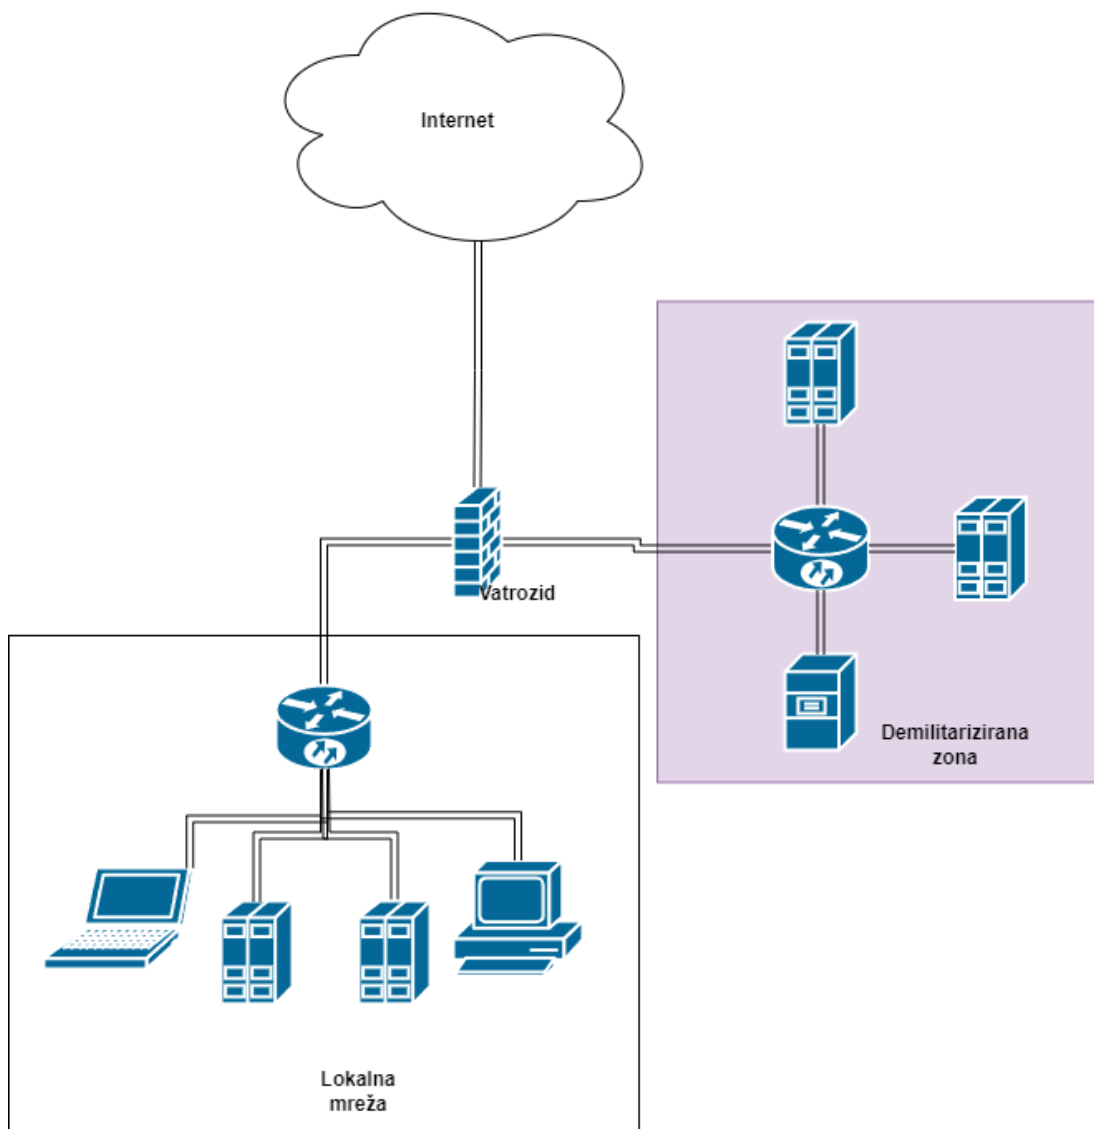 Internet
Vatrozid
Demilitarizirana
zona
Lokalna
mreža